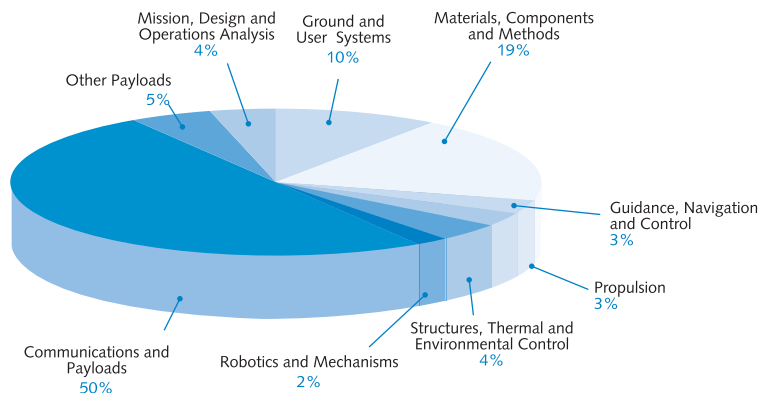 Mission, Design and
Operations Analysis
4%
Ground and
User Systems
10%
Materials, Components
and Methods
19%
Other Payloads
5%
Guidance, Navigation
and Control
3%
Propulsion
3%
Structures, Thermal and
Environmental Control
4%
Robotics and Mechanisms
2%
Communications and
Payloads
50%